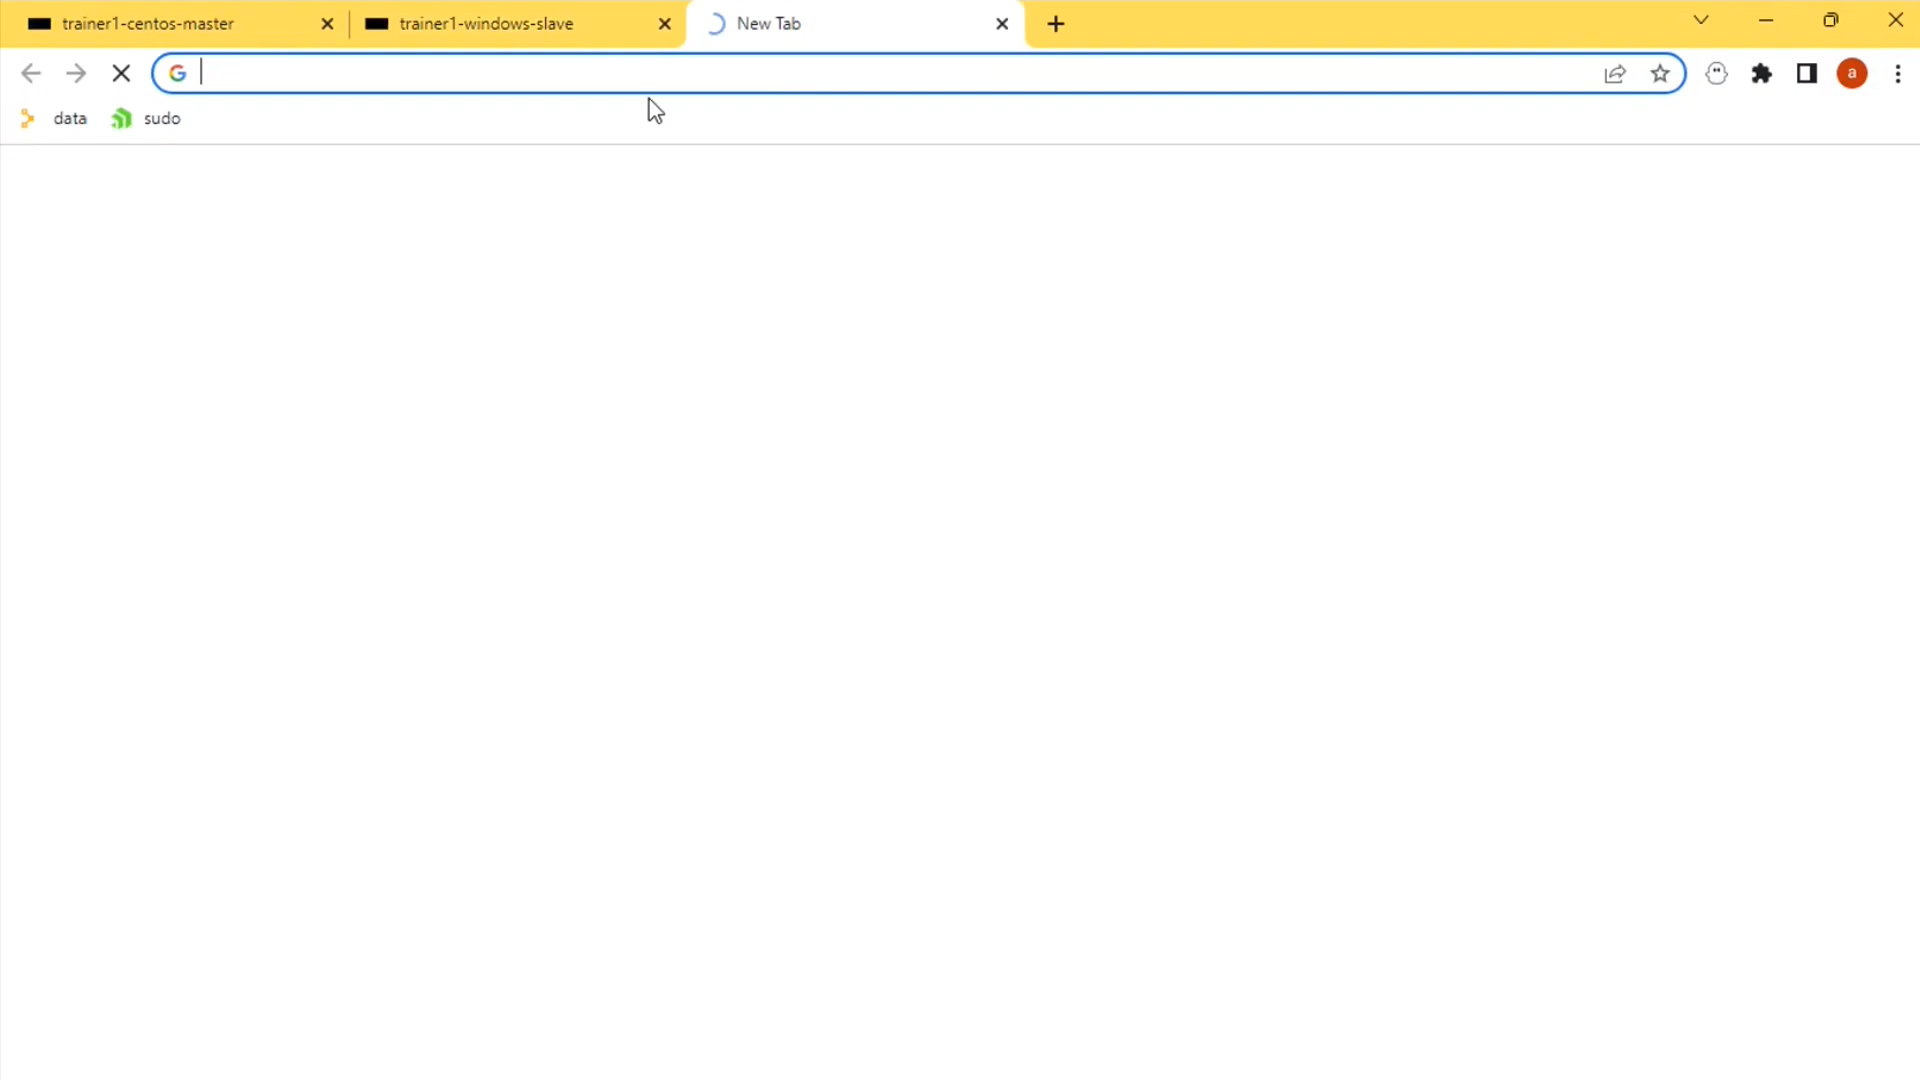 trainer1-centos-master
trainer1-windows-slave
New Tab
a
data
sudo